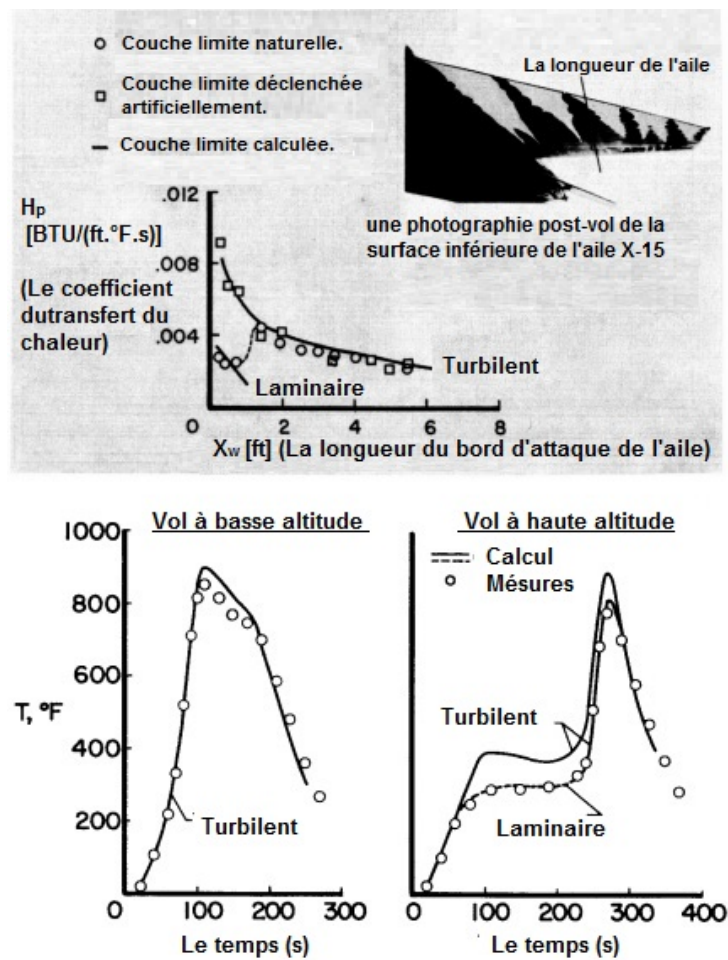 Couche limite naturelle.
Couche limite déclenchée
artificiellement.
Couche limite calculée.
La longueur de l'aile
une photographie post-vol de la
surface inférieure de l'aile X-15
Hp
[BTU/(ft.°F.s)]
(Le coefficient
dutransfert du
chaleur)
.012
.008
.004
0
Turbilent
Laminaire
2 4 6 8
Xw [ft] (La longueur du bord d'attaque de l'aile)
Vol à basse altitude
1000
800
600
T, °F
400
200
Turbilent
0 100 200 300
Le temps (s)
Vol à haute altitude
Calcul
Mésures
Turbilent
Laminaire
0 100 200 300 400
Le temps (s)